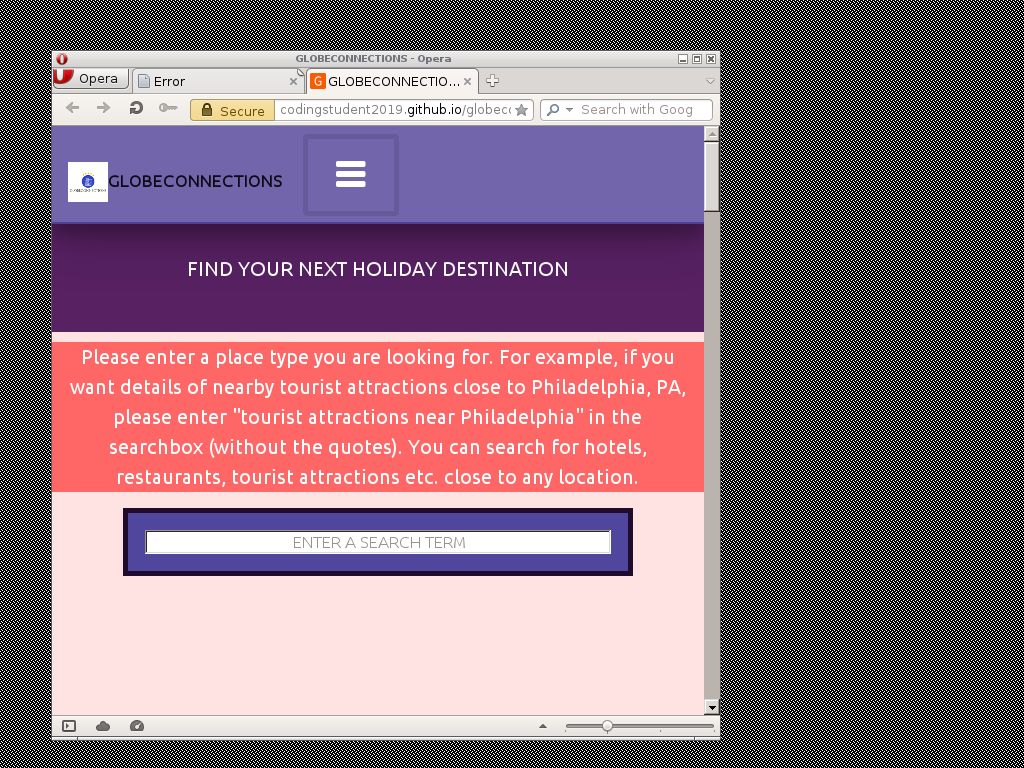 GLOBECONNECTIONS - Opera
Opera
Error
GLOBECONNECTIO...
Secure
codingstudent2019.github.io/globec
Search with Goog
GLOBECONNECTIONS
FIND YOUR NEXT HOLIDAY DESTINATION
Please enter a place type you are looking for. For example, if you
want details of nearby tourist attractions close to Philadelphia, PA,
please enter "tourist attractions near Philadelphia" in the
searchbox (without the quotes). You can search for hotels,
restaurants, tourist attractions etc. close to any location.
ENTER A SEARCH TERM